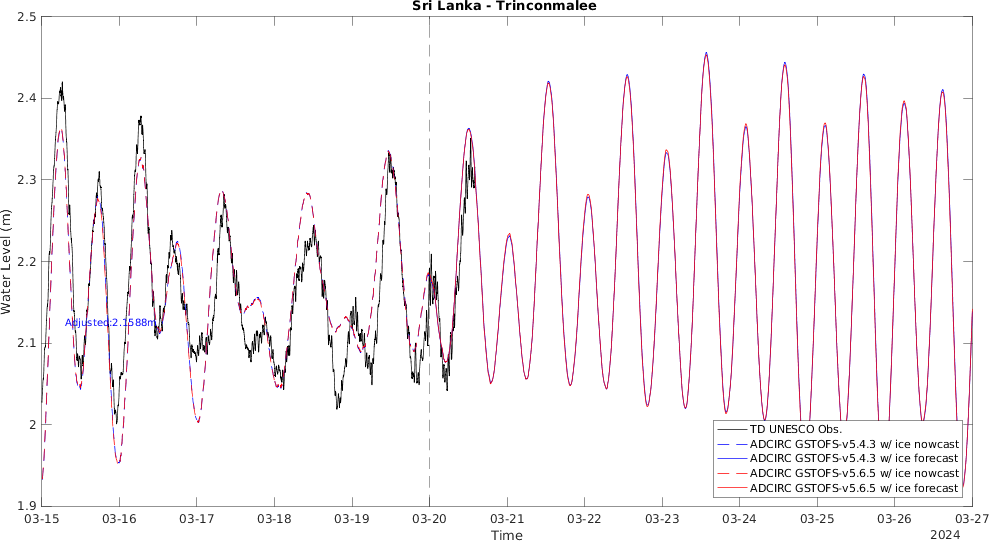 Sri Lanka - Trinconmalee
2.5
2.4
2.3
2.2
2.1
2
1.9
Water Level (m)
Adjusted:2.1588m
TD UNESCO Obs.
ADCIRC GSTOFS-v5.4.3 w/ ice nowcast
ADCIRC GSTOFS-v5.4.3 w/ ice forecast
ADCIRC GSTOFS-v5.6.5 w/ ice nowcast
ADCIRC GSTOFS-v5.6.5 w/ ice forecast
03-15 03-16 03-17 03-18 03-19 03-20 03-21 03-22 03-23 03-24 03-25 03-26 03-27
Time
2024